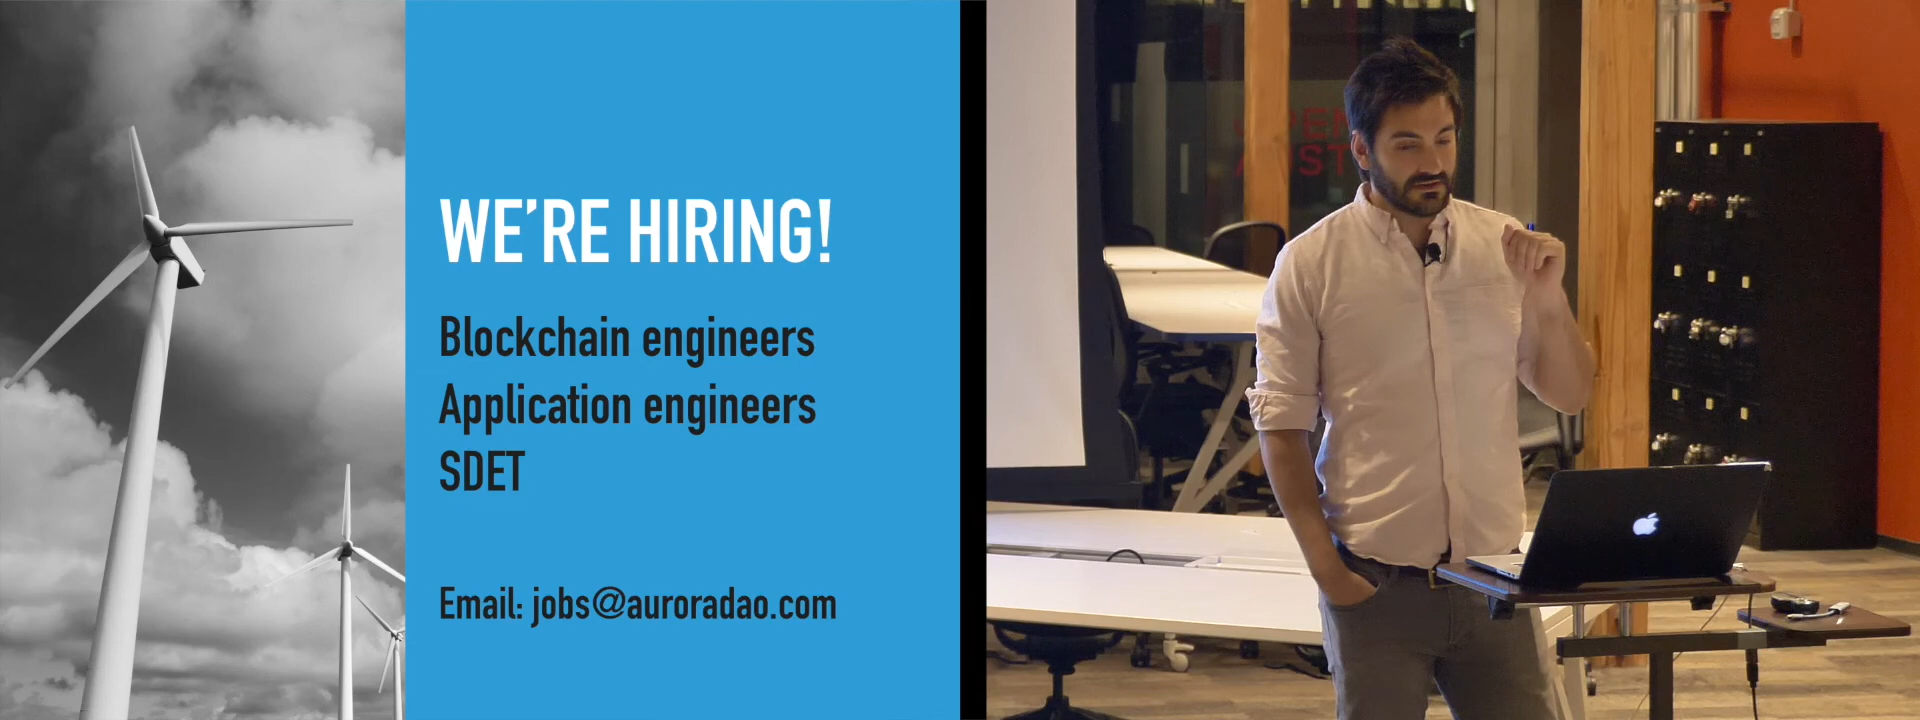 WE'RE HIRING!
Blockchain engineers
Application engineers
SDET
Email: jobs@auroradao.com